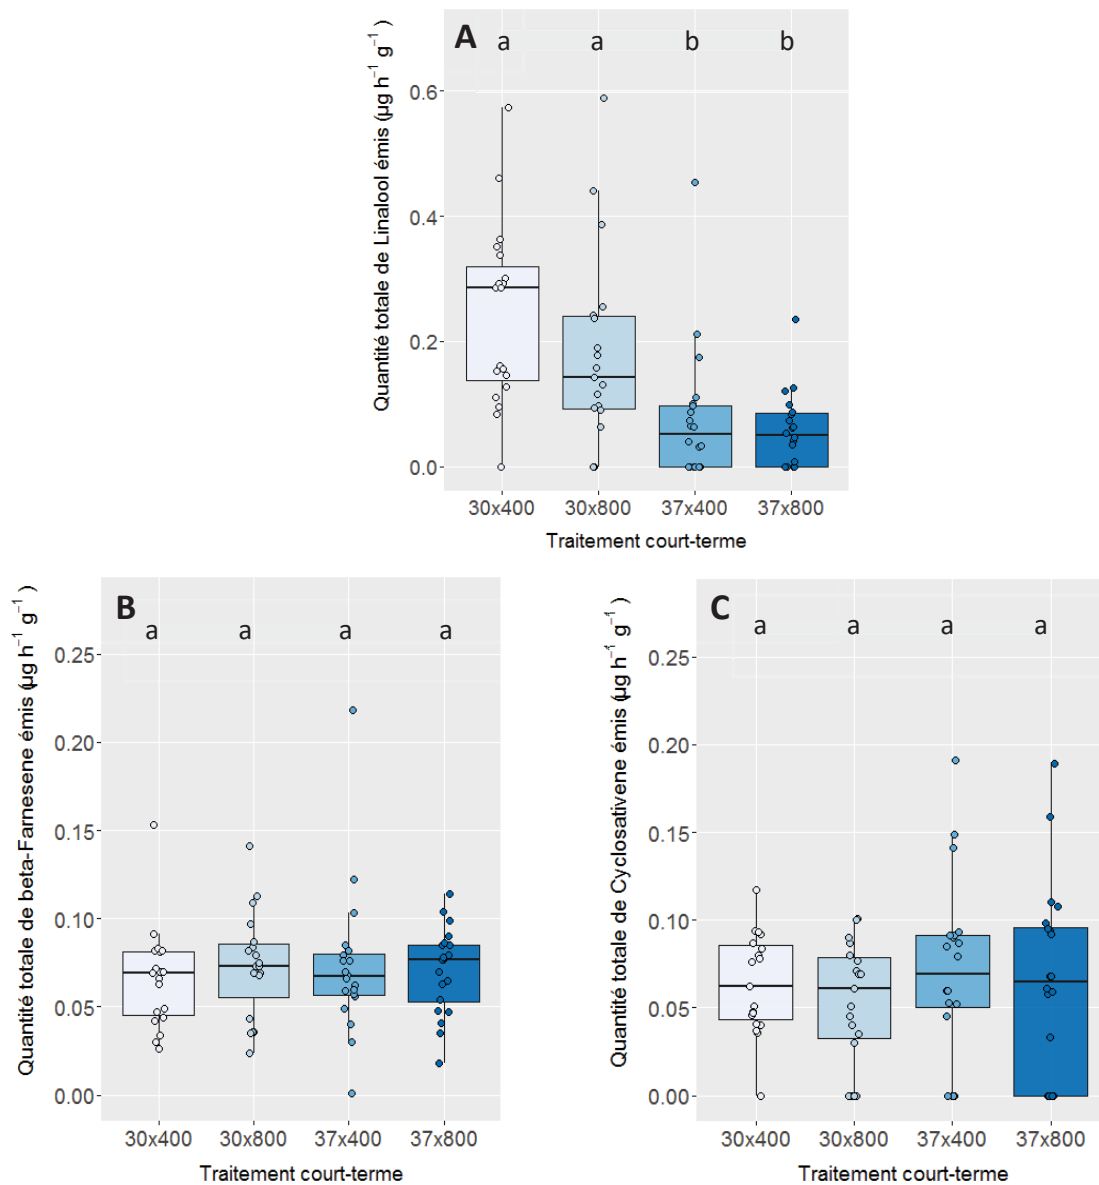 A a a b b
Quantité totale de Linalool émis (µg h⁻¹ g⁻¹ )
0.6
0.4
0.2
0.0
30x400 30x800 37x400 37x800
Traitement court-terme
B a a a a
Quantité totale de beta-Farnesene émis (µg h⁻¹ g⁻¹ )
0.25
0.20
0.15
0.10
0.05
0.00
30x400 30x800 37x400 37x800
Traitement court-terme
C a a a a
Quantité totale de Cyclosativene émis (µg h⁻¹ g⁻¹ )
0.25
0.20
0.15
0.10
0.05
0.00
30x400 30x800 37x400 37x800
Traitement court-terme